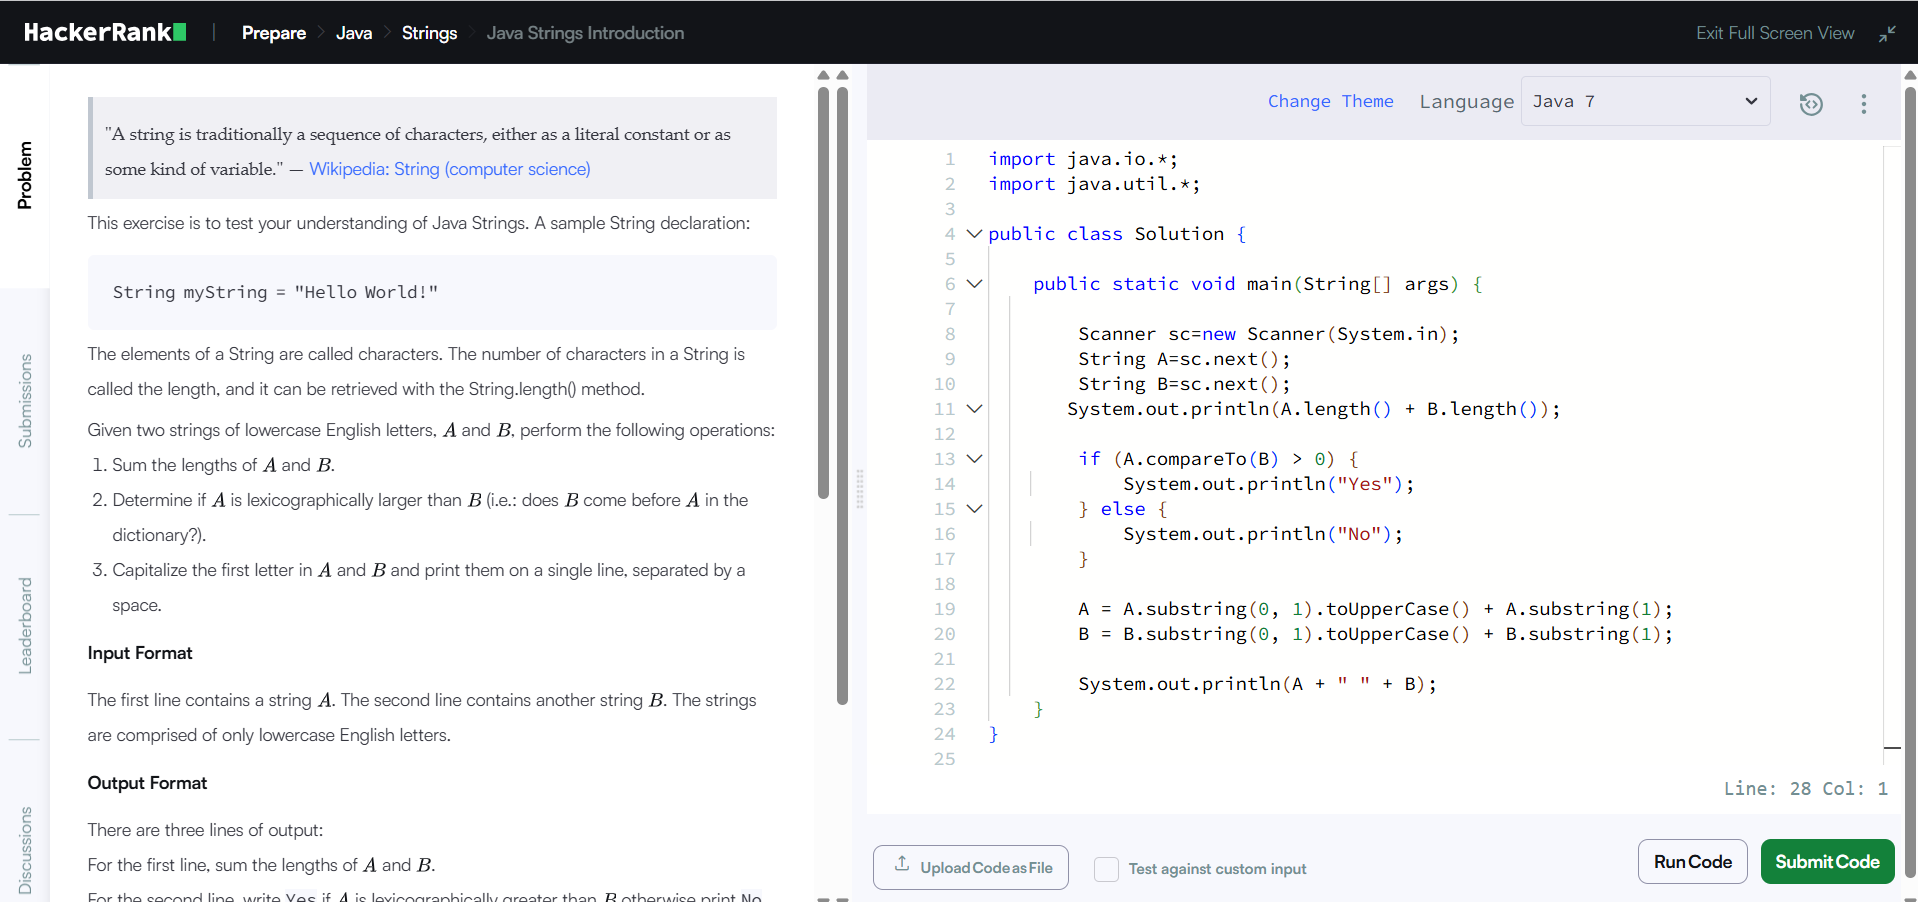 HackerRank | Prepare > Java > Strings > Java Strings Introduction Exit Full Screen View
Problem
Submissions
Leaderboard
Discussions
"A string is traditionally a sequence of characters, either as a literal constant or as
some kind of variable." — Wikipedia: String (computer science)
This exercise is to test your understanding of Java Strings. A sample String declaration:
String myString = "Hello World!"
The elements of a String are called characters. The number of characters in a String is
called the length, and it can be retrieved with the String.length() method.
Given two strings of lowercase English letters, A and B, perform the following operations:
1. Sum the lengths of A and B.
2. Determine if A is lexicographically larger than B (i.e.: does B come before A in the
dictionary?).
3. Capitalize the first letter in A and B and print them on a single line, separated by a
space.
Input Format
The first line contains a string A. The second line contains another string B. The strings
are comprised of only lowercase English letters.
Output Format
There are three lines of output:
For the first line, sum the lengths of A and B.
For the second line, write Yes if A is lexicographically greater than B otherwise print No
Change Theme Language Java 7
1 import java.io.*;
2 import java.util.*;
3
4 public class Solution {
5
6 public static void main(String[] args) {
7
8 Scanner sc=new Scanner(System.in);
9 String A=sc.next();
10 String B=sc.next();
11 System.out.println(A.length() + B.length());
12
13 if (A.compareTo(B) > 0) {
14 System.out.println("Yes");
15 } else {
16 System.out.println("No");
17 }
18
19 A = A.substring(0, 1).toUpperCase() + A.substring(1);
20 B = B.substring(0, 1).toUpperCase() + B.substring(1);
21
22 System.out.println(A + " " + B);
23 }
24 }
25
Line: 28 Col: 1
Upload Code as File Test against custom input Run Code Submit Code